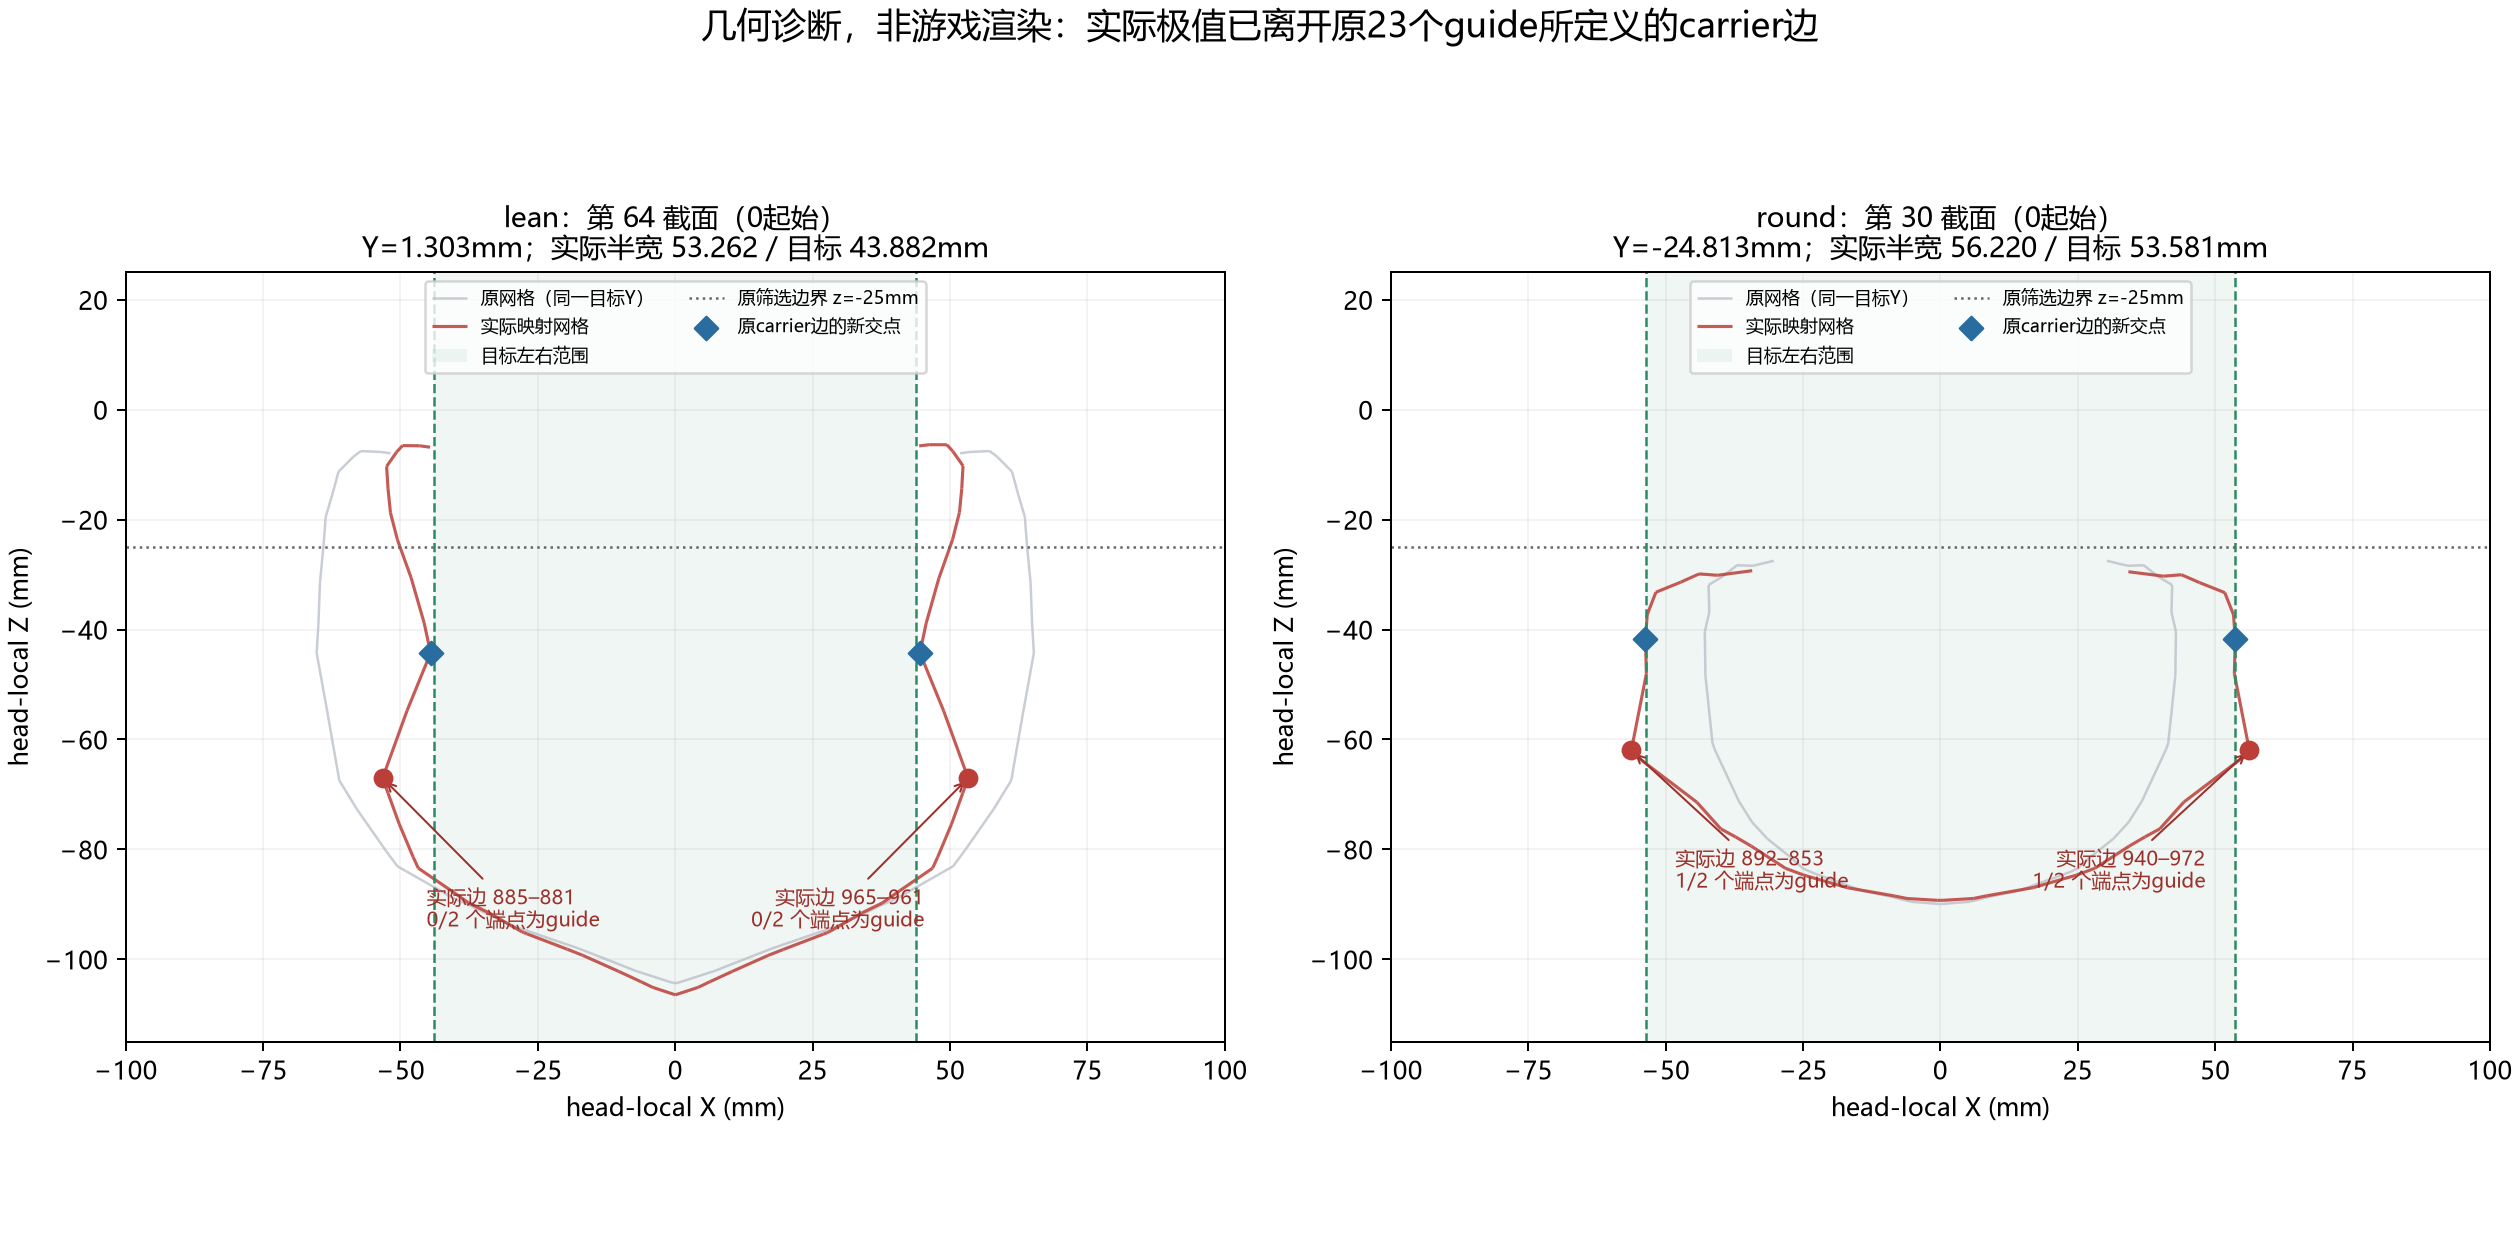 几何诊断，非游戏渲染：实际极值已离开原23个guide所定义的carrier边
lean：第 64 截面（0起始）
Y=1.303mm；实际半宽 53.262 / 目标 43.882mm
原网格（同一目标Y）
实际映射网格
目标左右范围
原筛选边界 z=-25mm
原carrier边的新交点
20
0
−20
−40
−60
−80
−100
head-local Z (mm)
实际边 885–881
0/2 个端点为guide
实际边 965–961
0/2 个端点为guide
−100
−75
−50
−25
0
25
50
75
100
head-local X (mm)
round：第 30 截面（0起始）
Y=-24.813mm；实际半宽 56.220 / 目标 53.581mm
原网格（同一目标Y）
实际映射网格
目标左右范围
原筛选边界 z=-25mm
原carrier边的新交点
20
0
−20
−40
−60
−80
−100
head-local Z (mm)
实际边 892–853
1/2 个端点为guide
实际边 940–972
1/2 个端点为guide
−100
−75
−50
−25
0
25
50
75
100
head-local X (mm)